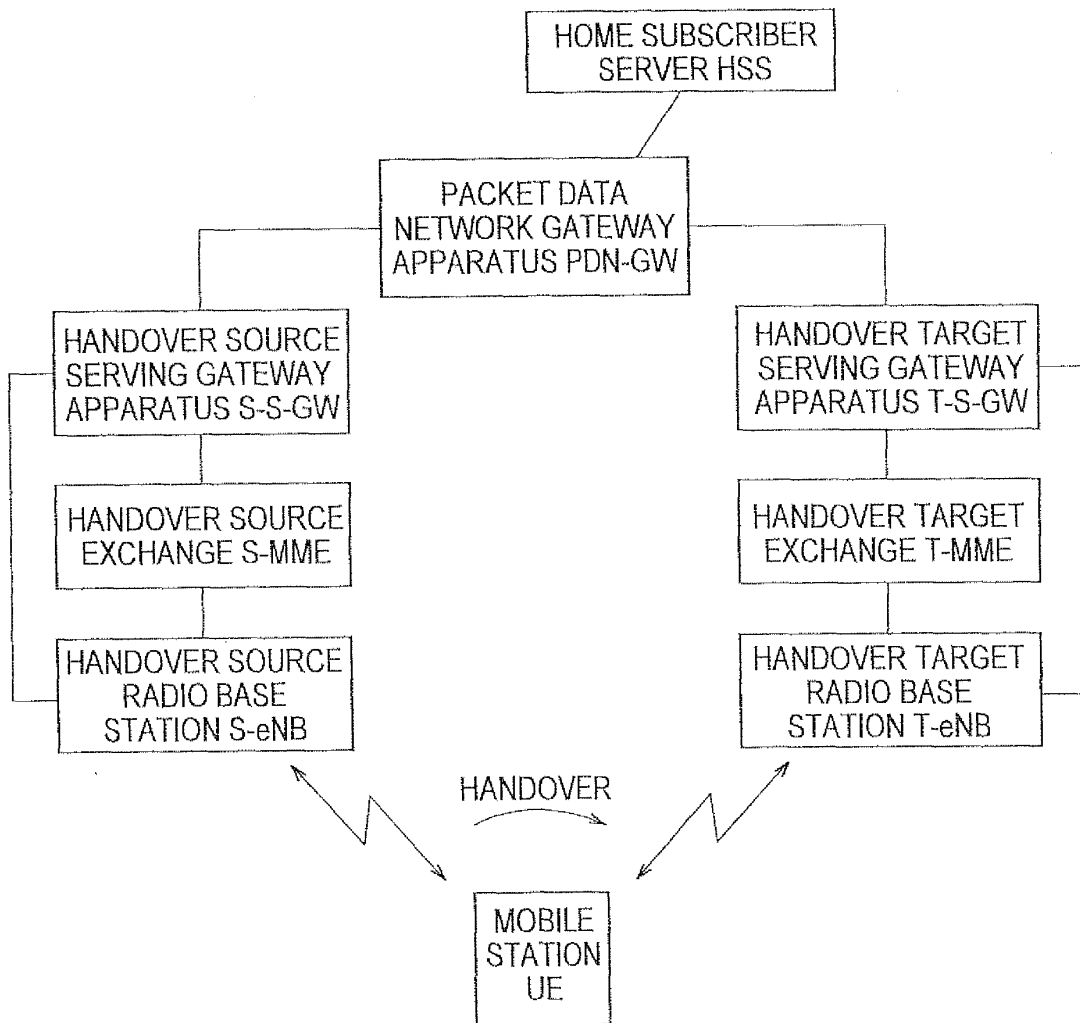 HOME SUBSCRIBER
SERVER HSS
PACKET DATA
NETWORK GATEWAY
APPARATUS PDN-GW
HANDOVER SOURCE
SERVING GATEWAY
APPARATUS S-S-GW
HANDOVER TARGET
SERVING GATEWAY
APPARATUS T-S-GW
HANDOVER SOURCE
EXCHANGE S-MME
HANDOVER TARGET
EXCHANGE T-MME
HANDOVER SOURCE
RADIO BASE
STATION S-eNB
HANDOVER TARGET
RADIO BASE
STATION T-eNB
HANDOVER
MOBILE
STATION
UE